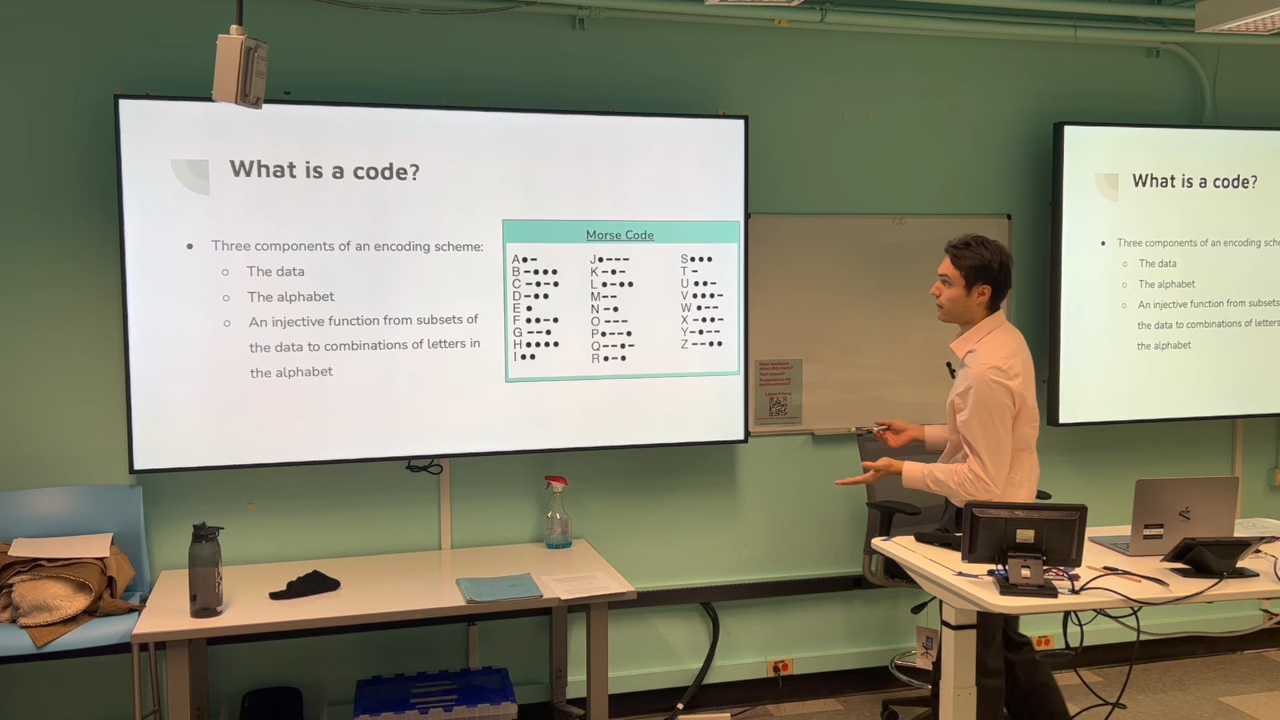 What is a code?
● Three components of an encoding scheme:
○ The data
○ The alphabet
○ An injective function from subsets of
the data to combinations of letters in
the alphabet
Morse Code
A●–
B–●●●
C–●–●
D–●●
E●
F●●–●
G––●
H●●●●
I●●
J●–––
K–●–
L●–●●
M––
N–●
O–––
P●––●
Q––●–
R●–●
S●●●
T–
U●●–
V●●●–
W●––
X–●●–
Y–●––
Z––●●
What is a code?
● Three components of an encoding sche
○ The data
○ The alphabet
○ An injective function from subsets
the data to combinations of letters
the alphabet